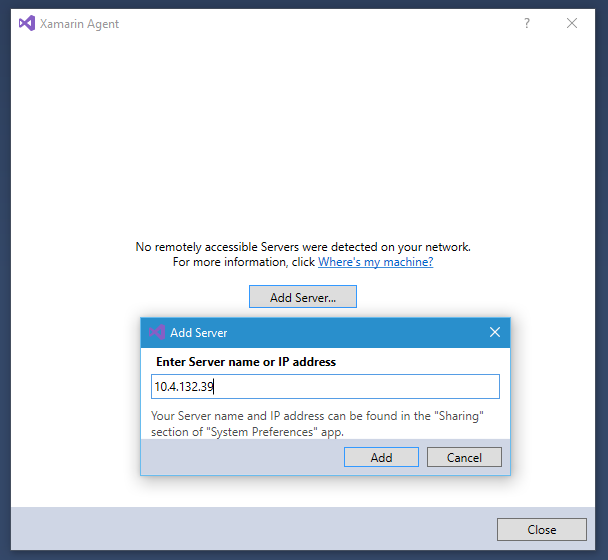 Xamarin Agent
?
No remotely accessible Servers were detected on your network.
For more information, click Where's my machine?
Add Server...
Add Server
Enter Server name or IP address
10.4.132.39
Your Server name and IP address can be found in the "Sharing"
section of "System Preferences" app.
Add Cancel
Close